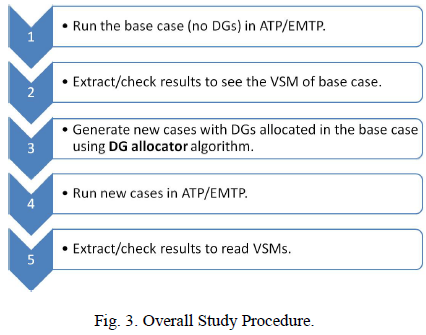 1
• Run the base case (no DGs) in ATP/EMTP.
2
• Extract/check results to see the VSM of base case.
3
• Generate new cases with DGs allocated in the base case
using DG allocator algorithm.
4
• Run new cases in ATP/EMTP.
5
• Extract/check results to read VSMs.
Fig. 3. Overall Study Procedure.